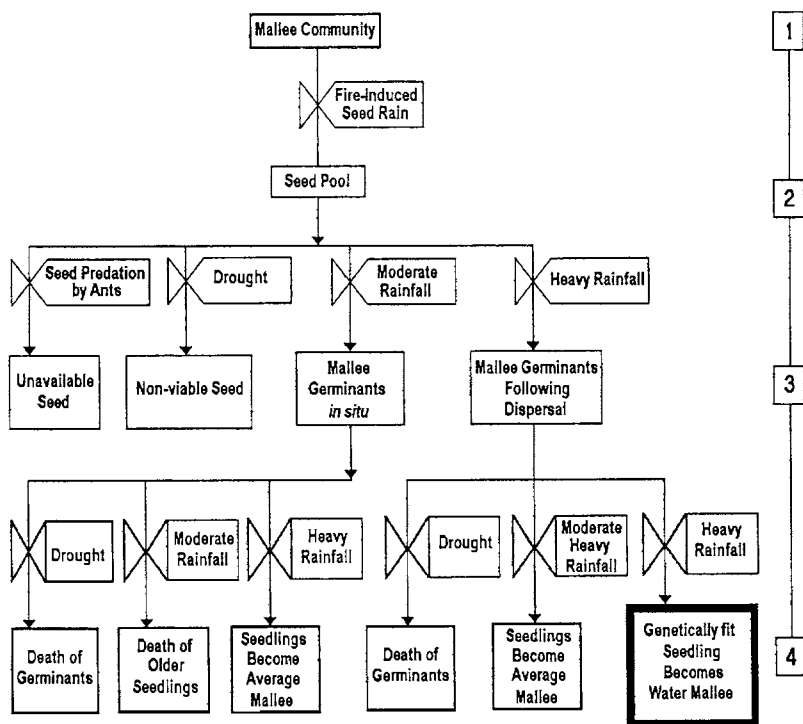 Mallee Community
1
Fire-Induced
Seed Rain
Seed Pool
2
Seed Predation
by Ants
Drought
Moderate
Rainfall
Heavy Rainfall
Unavailable
Seed
Non-viable Seed
Mallee
Germinants
in situ
Mallee Germinants
Following
Dispersal
3
Drought
Moderate
Rainfall
Heavy
Rainfall
Drought
Moderate
Heavy
Rainfall
Heavy
Rainfall
Death of
Germinants
Death of
Older
Seedlings
Seedlings
Become
Average
Mallee
Death of
Germinants
Seedlings
Become
Average
Mallee
Genetically fit
Seedling
Becomes
Water Mallee
4